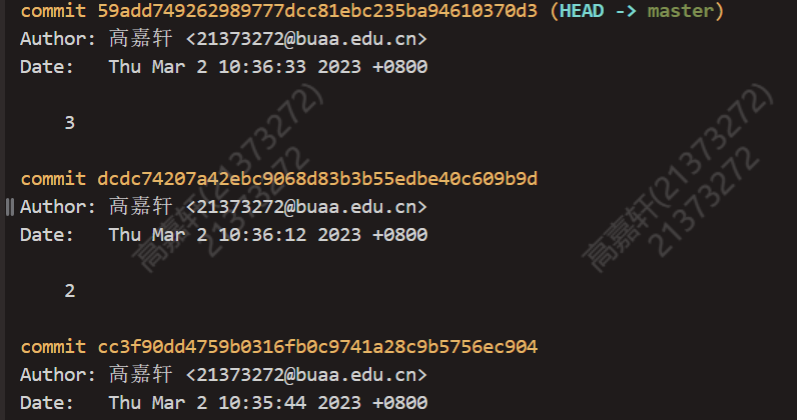 commit 59add749262989777dcc81ebc235ba94610370d3 (HEAD -> master)
Author: 高嘉轩 <21373272@buaa.edu.cn>
Date:   Thu Mar 2 10:36:33 2023 +0800
3
commit dcdc74207a42ebc9068d83b3b55edbe40c609b9d
Author: 高嘉轩 <21373272@buaa.edu.cn>
Date:   Thu Mar 2 10:36:12 2023 +0800
2
commit cc3f90dd4759b0316fb0c9741a28c9b5756ec904
Author: 高嘉轩 <21373272@buaa.edu.cn>
Date:   Thu Mar 2 10:35:44 2023 +0800
高嘉轩(21373272)
21373272
高嘉轩(21373272)
21373272